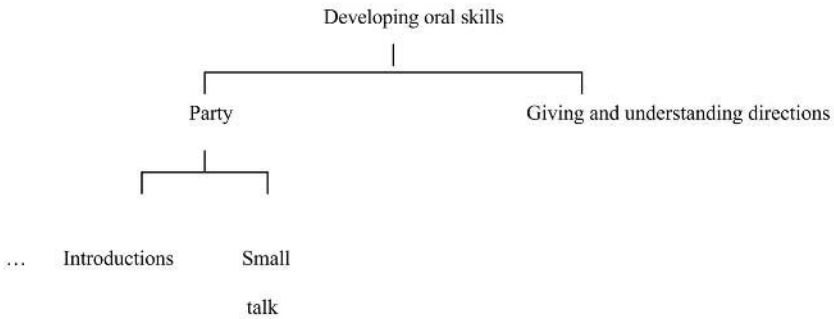 Developing oral skills
Party
Giving and understanding directions
… Introductions
Small
talk